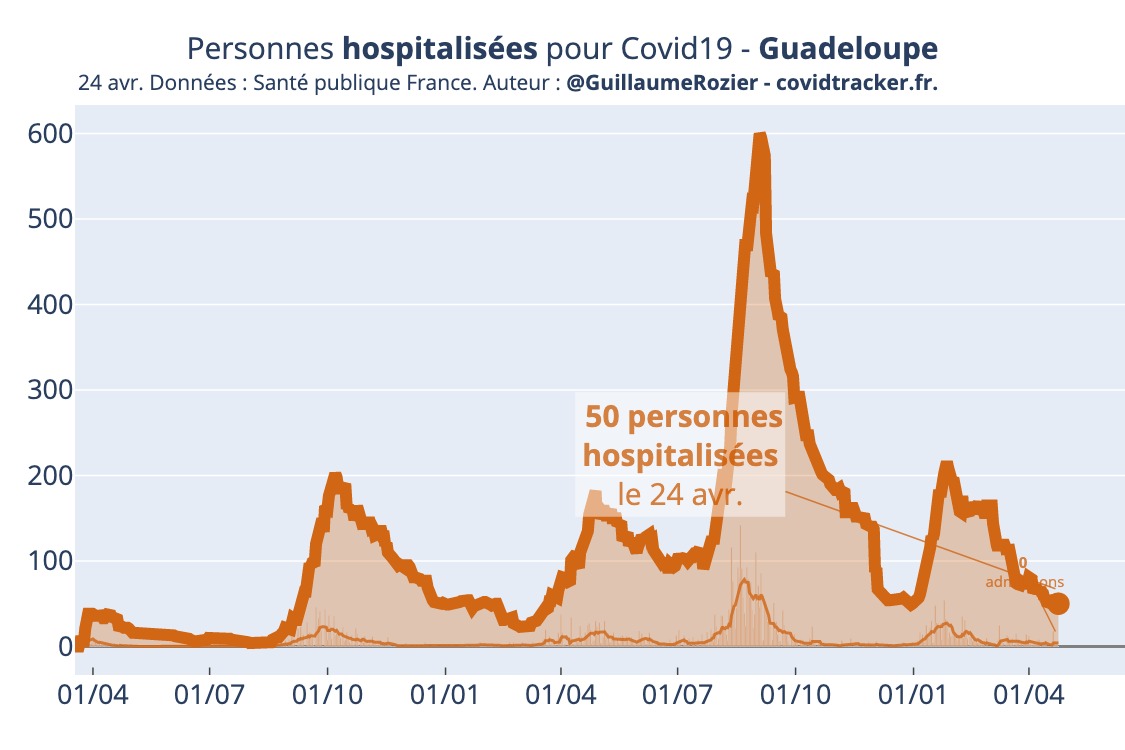 Personnes hospitalisées pour Covid19 - Guadeloupe
24 avr. Données : Santé publique France. Auteur : @GuillaumeRozier - covidtracker.fr.
600
500
400
300
200
100
0
50 personnes
hospitalisées
le 24 avr.
0
01/04 01/07 01/10 01/01 01/04 01/07 01/10 01/01 01/04